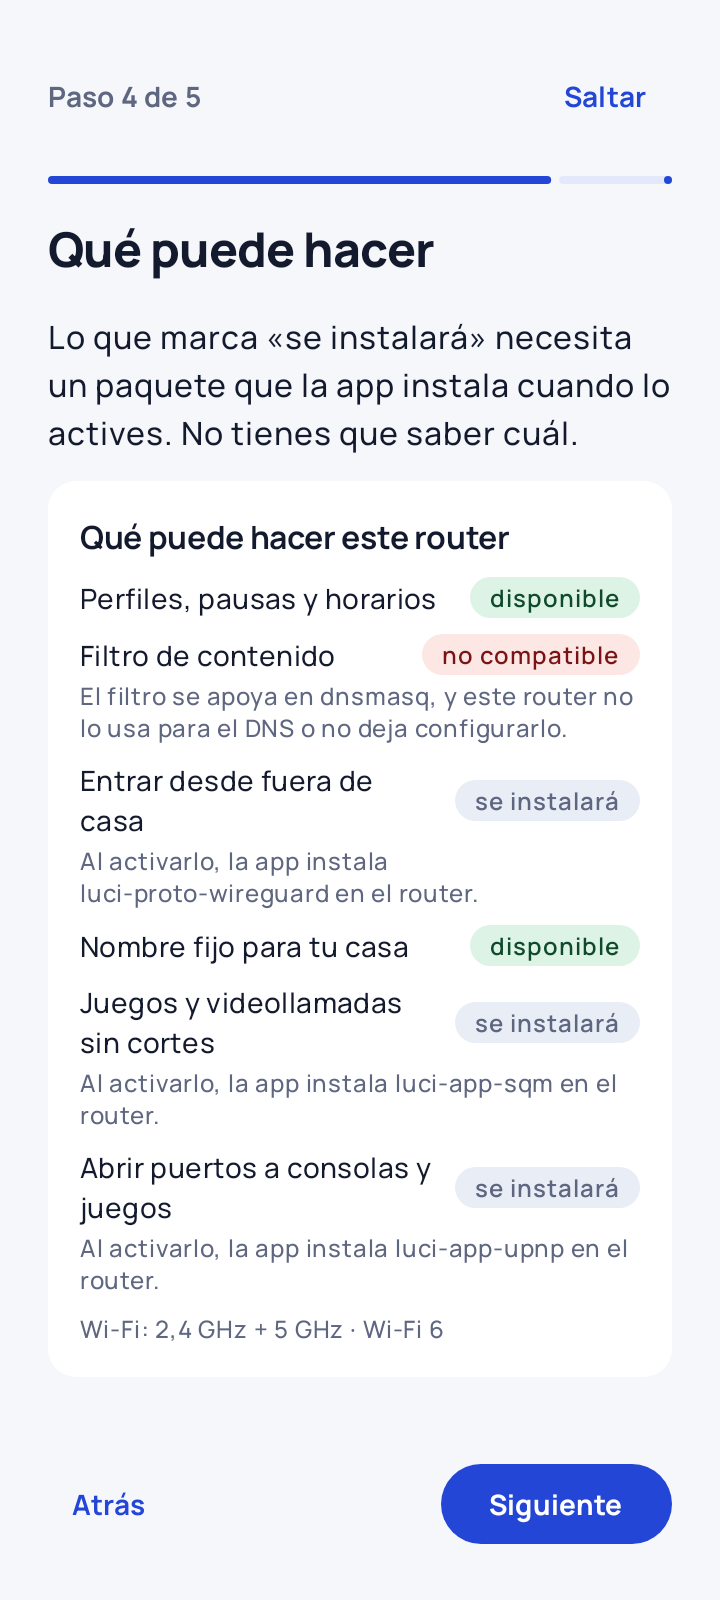 Paso 4 de 5
Saltar
Qué puede hacer
Lo que marca «se instalará» necesita
un paquete que la app instala cuando lo
actives. No tienes que saber cuál.
Qué puede hacer este router
Perfiles, pausas y horarios
disponible
Filtro de contenido
no compatible
El filtro se apoya en dnsmasq, y este router no
lo usa para el DNS o no deja configurarlo.
Entrar desde fuera de
casa
se instalará
Al activarlo, la app instala
luci-proto-wireguard en el router.
Nombre fijo para tu casa
disponible
Juegos y videollamadas
sin cortes
se instalará
Al activarlo, la app instala luci-app-sqm en el
router.
Abrir puertos a consolas y
juegos
se instalará
Al activarlo, la app instala luci-app-upnp en el
router.
Wi-Fi: 2,4 GHz + 5 GHz · Wi-Fi 6
Atrás
Siguiente